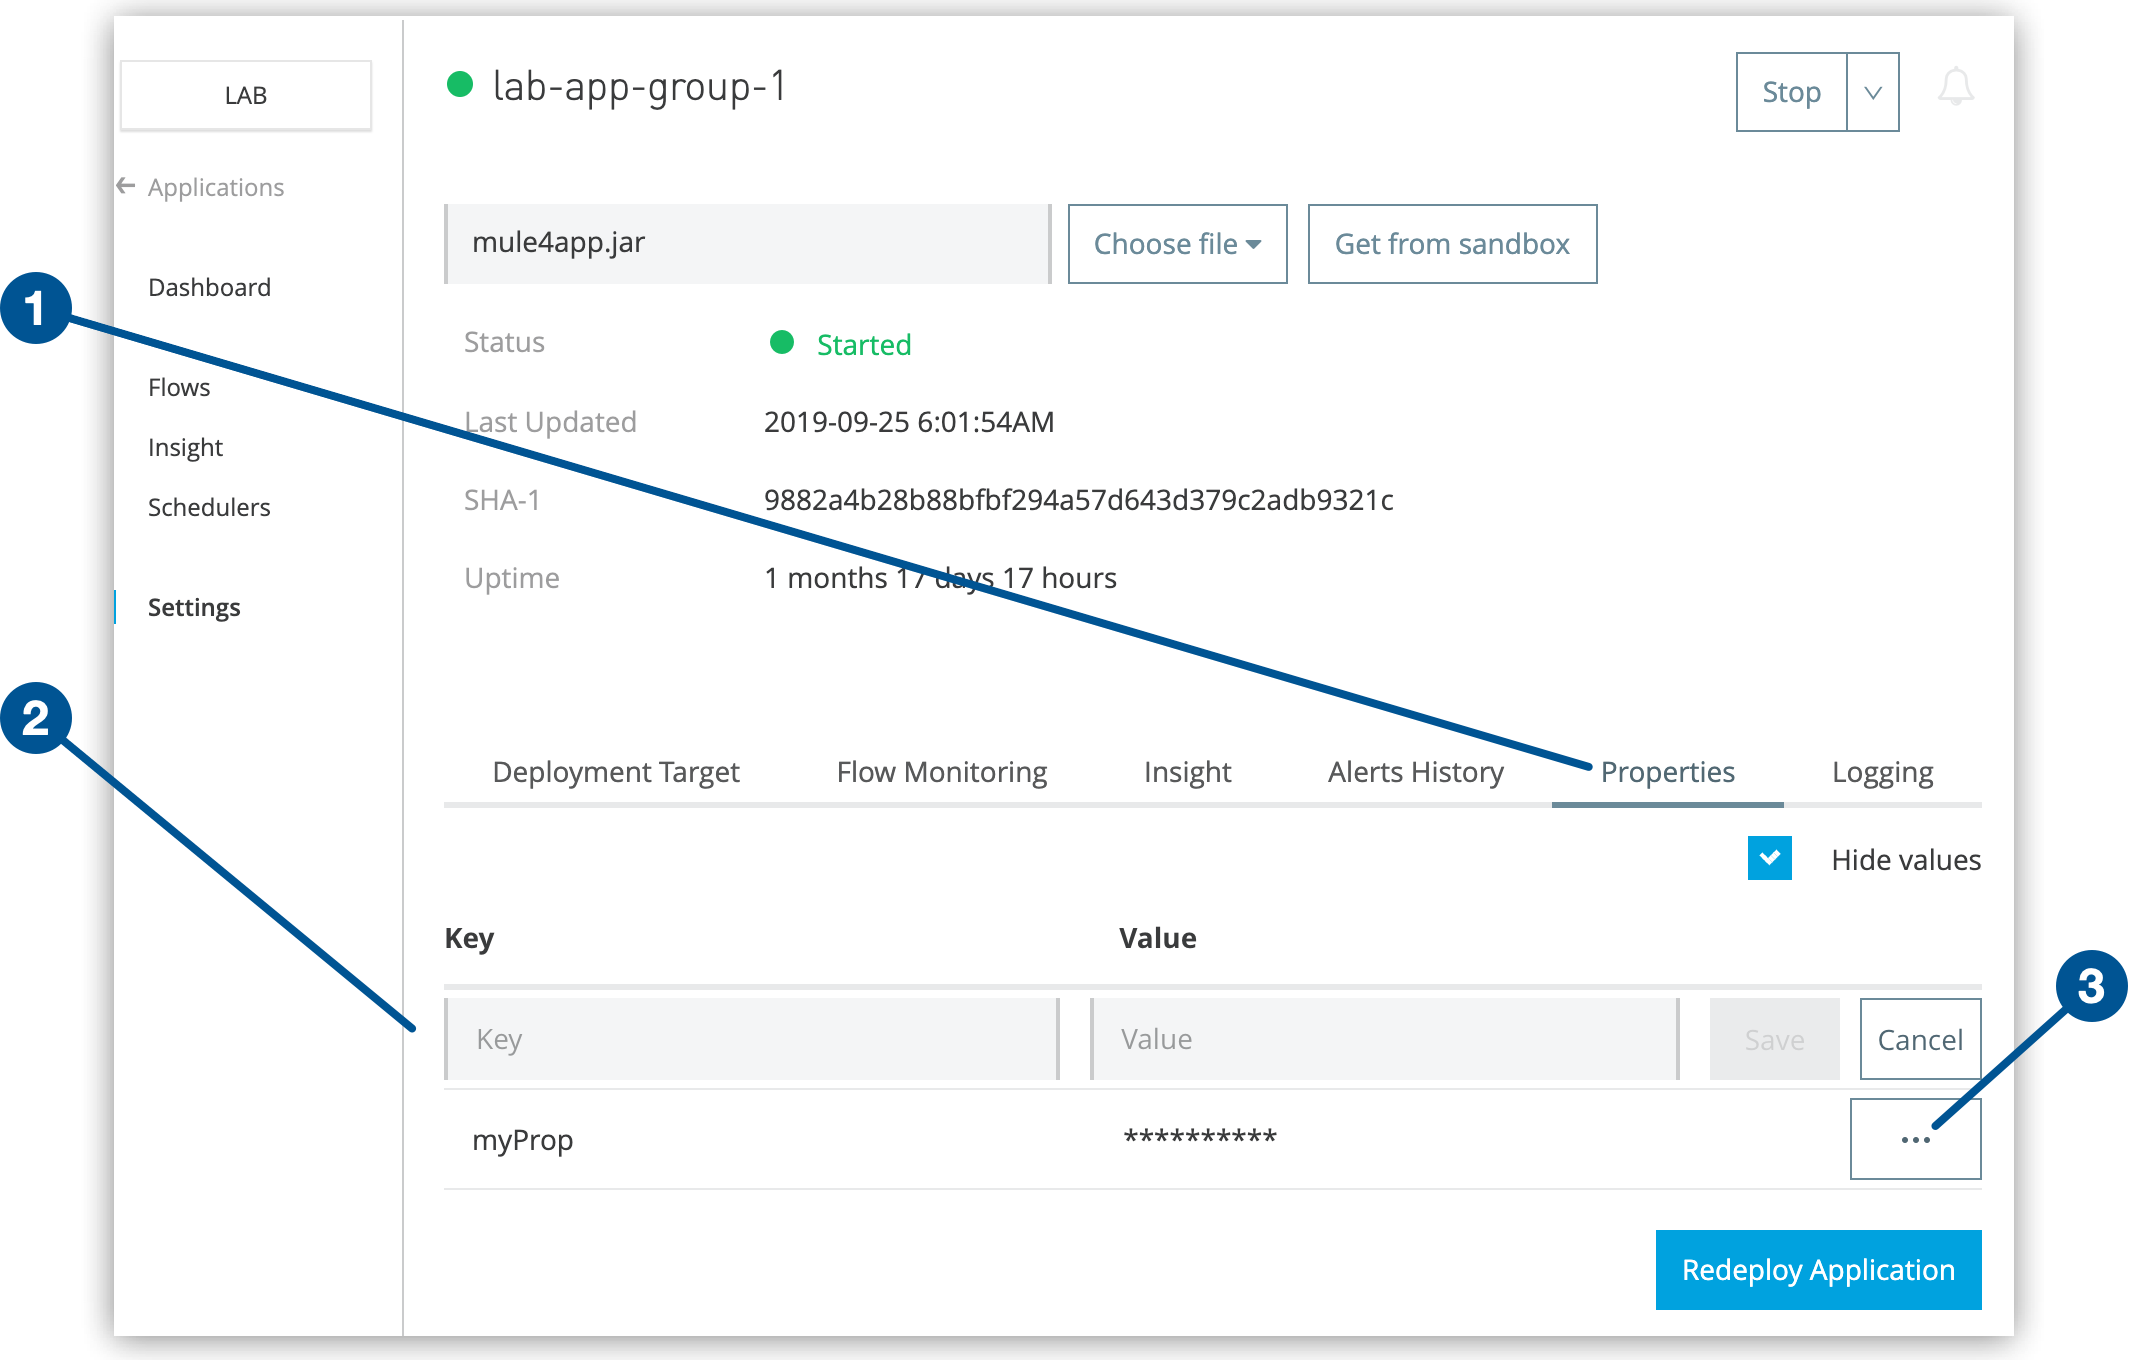 LAB
Applications
Dashboard
Flows
Insight
Schedulers
Settings
lab-app-group-1
Stop
mule4app.jar
Choose file
Get from sandbox
Status
Started
Last Updated
2019-09-25 6:01:54AM
SHA-1
9882a4b28b88bfbf294a57d643d379c2adb9321c
Uptime
1 months 17 days 17 hours
1
2
Deployment Target
Flow Monitoring
Insight
Alerts History
Properties
Logging
Hide values
Key
Value
Key
Value
Save
Cancel
3
myProp
**********
...
Redeploy Application